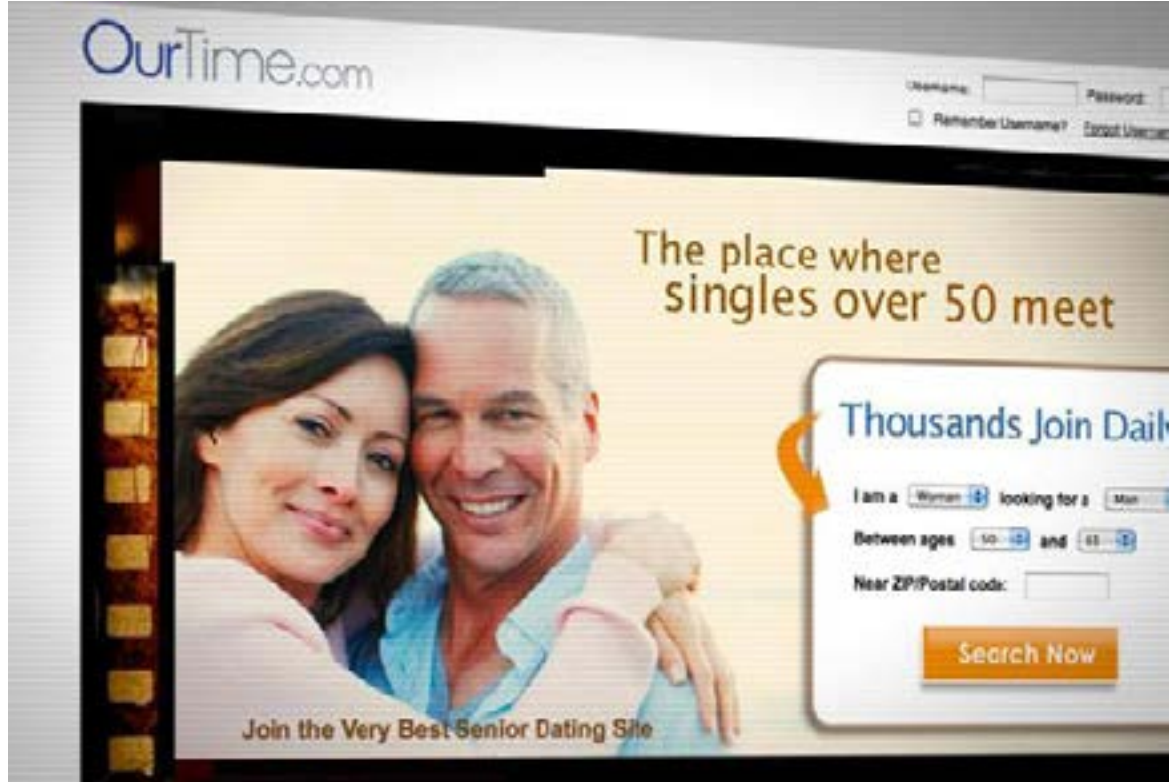 OurTime.com
Username: Password:
Remember Username? Forgot
The place where
singles over 50 meet
Thousands Join Daily
I am a Woman looking for a Man
Between ages 50 and 65
Near ZIP/Postal code:
Search Now
Join the Very Best Senior Dating Site